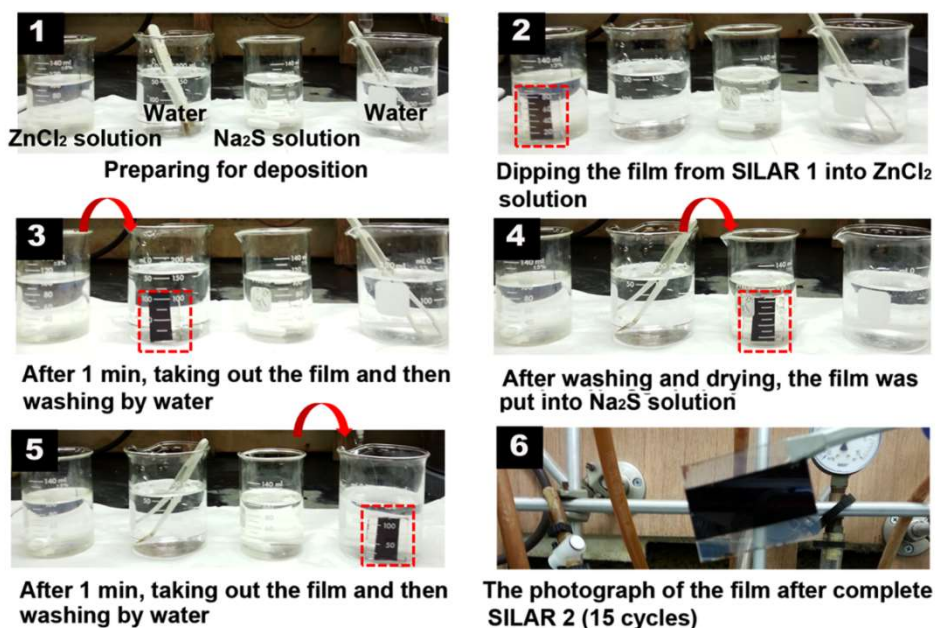 1
Water
Water
ZnCl₂ solution
Na₂S solution
Preparing for deposition
2
Dipping the film from SILAR 1 into ZnCl₂
solution
3
After 1 min, taking out the film and then
washing by water
4
After washing and drying, the film was
put into Na₂S solution
5
After 1 min, taking out the film and then
washing by water
6
The photograph of the film after complete
SILAR 2 (15 cycles)